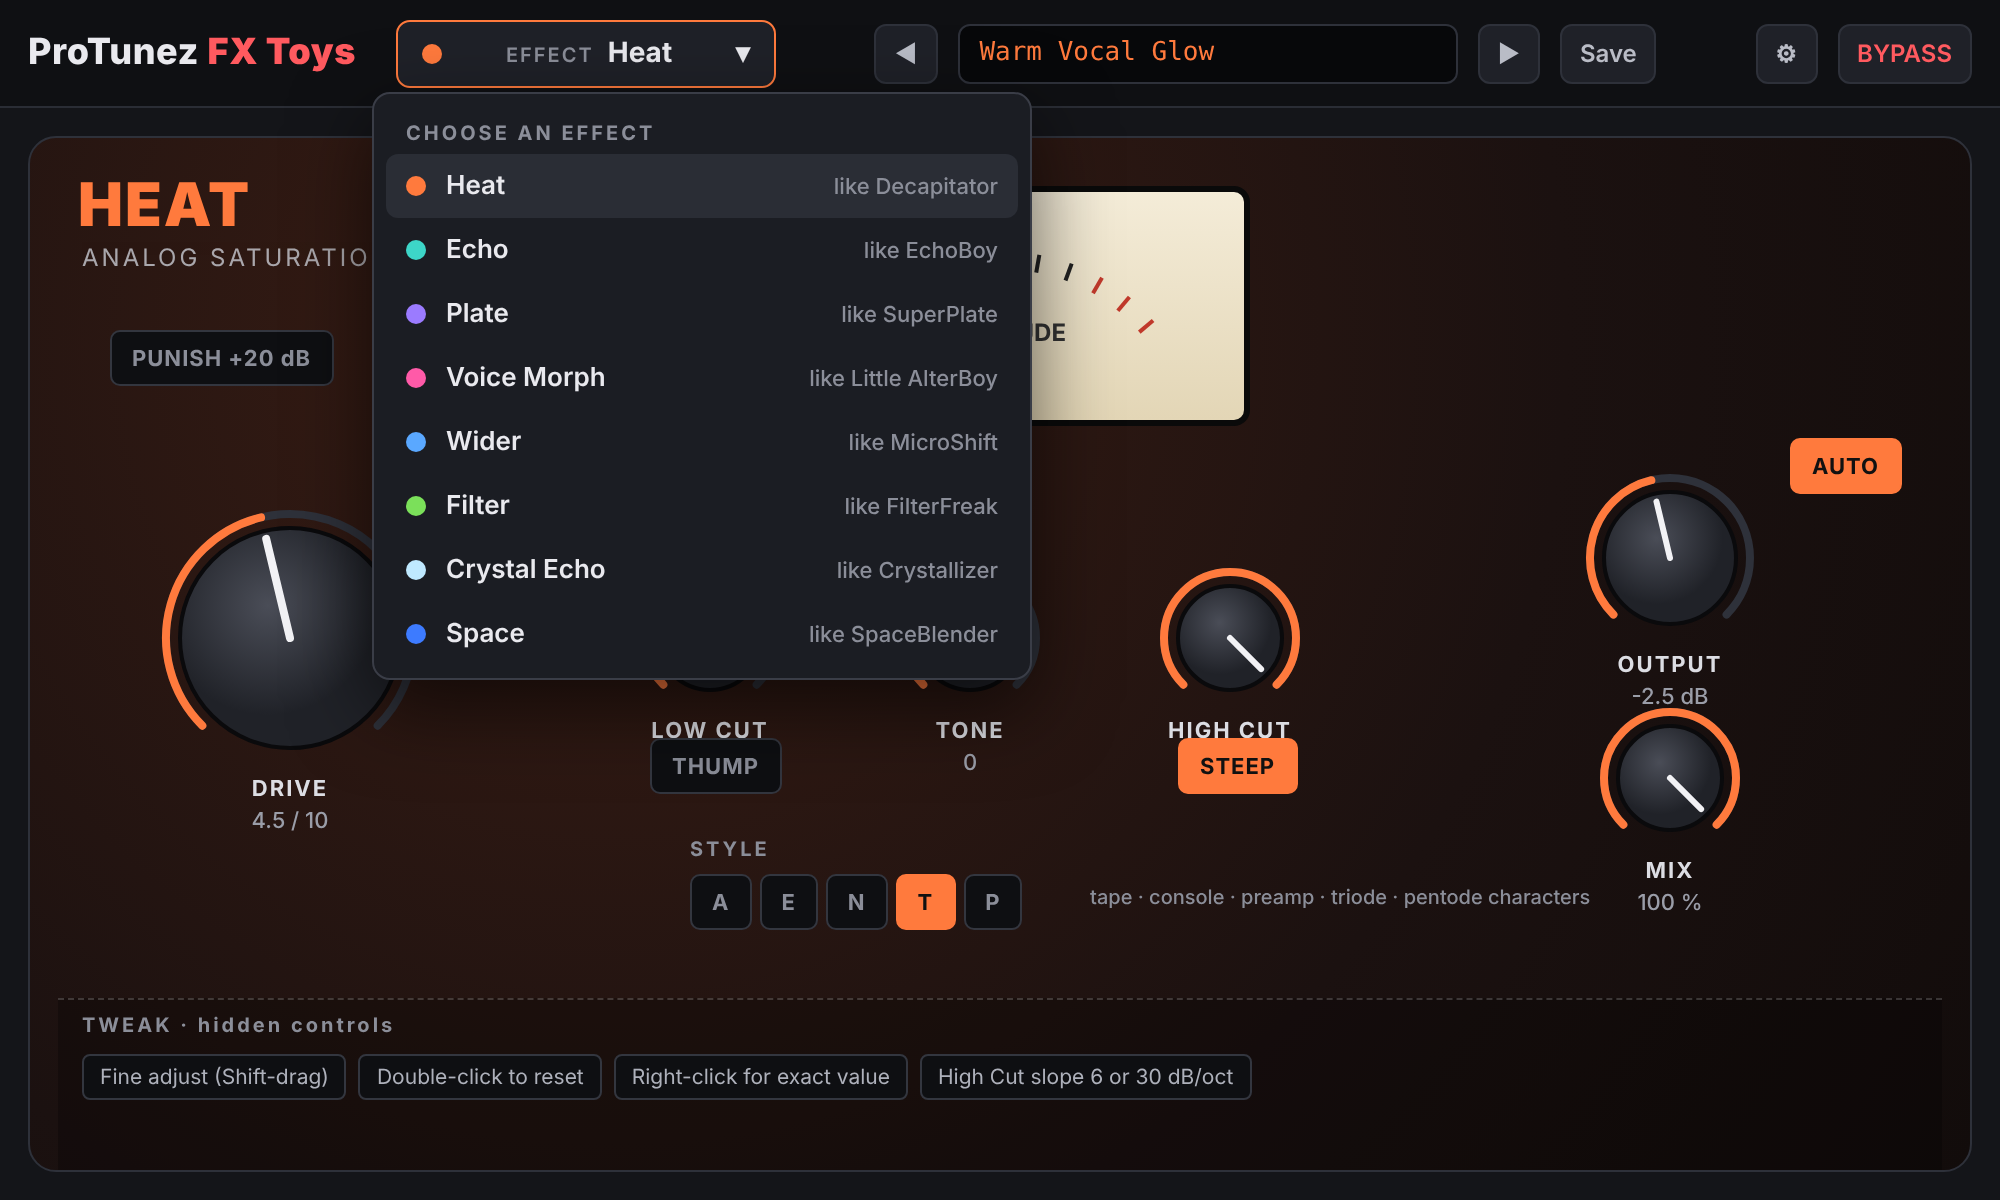 ProTunez FX Toys
EFFECT Heat ▼
◀
Warm Vocal Glow
▶
Save
⚙
BYPASS
CHOOSE AN EFFECT
Heat like Decapitator
Echo like EchoBoy
Plate like SuperPlate
Voice Morph like Little AlterBoy
Wider like MicroShift
Filter like FilterFreak
Crystal Echo like Crystallizer
Space like SpaceBlender
HEAT
PUNISH +20 dB
AUTO
OUTPUT
-2.5 dB
LOW CUT
THUMP
TONE
0
HIGH CUT
STEEP
DRIVE
4.5 / 10
STYLE
A E N T P
tape · console · preamp · triode · pentode characters
MIX
100 %
TWEAK · hidden controls
Fine adjust (Shift-drag)
Double-click to reset
Right-click for exact value
High Cut slope 6 or 30 dB/oct
ANALOG